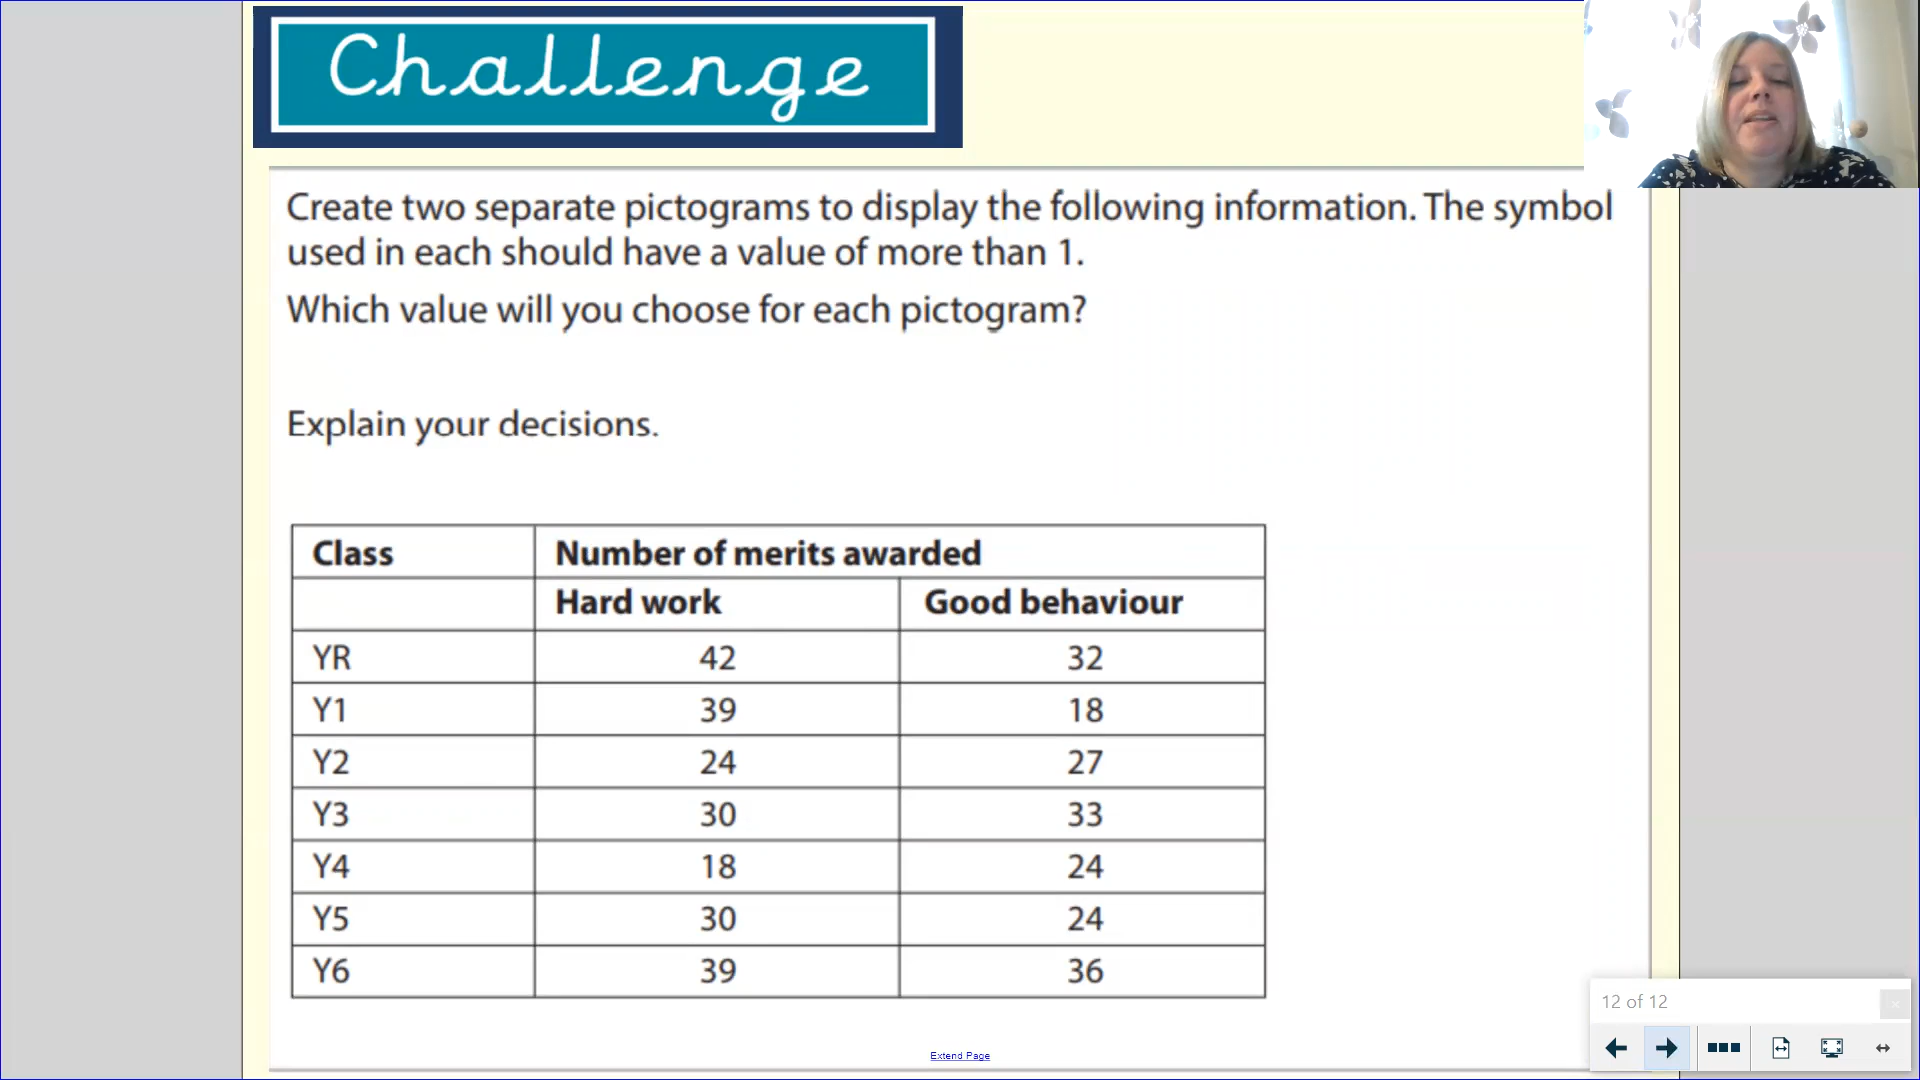 Challenge
Create two separate pictograms to display the following information. The symbol
used in each should have a value of more than 1.
Which value will you choose for each pictogram?
Explain your decisions.
Class Number of merits awarded
Hard work Good behaviour
YR 42 32
Y1 39 18
Y2 24 27
Y3 30 33
Y4 18 24
Y5 30 24
Y6 39 36
12 of 12
Extend Page